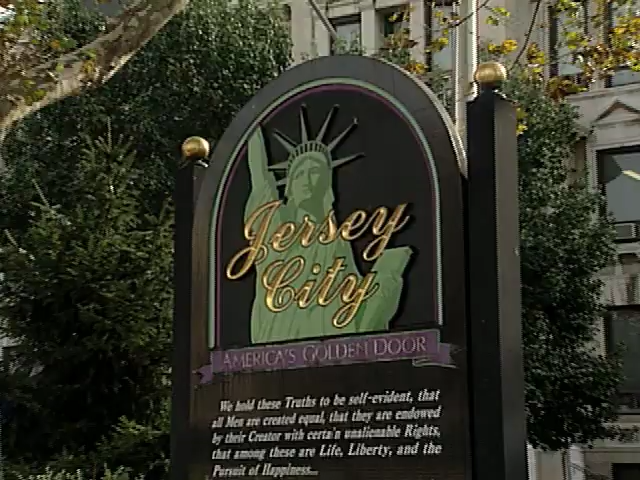 Jersey
City
AMERICA'S GOLDEN DOOR
We hold these Truths to be self-evident, that
all Men are created equal, that they are endowed
by their Creator with certain unalienable Rights,
that among these are Life, Liberty, and the
Pursuit of Happiness...